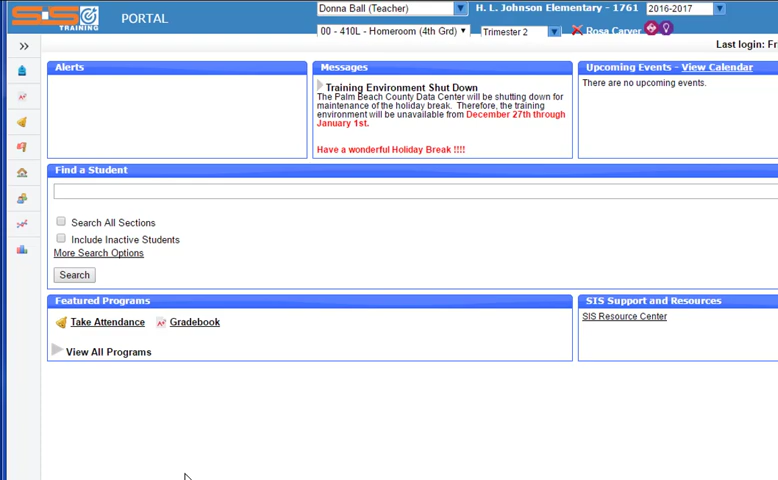 SIS
TRAINING
PORTAL
Donna Ball (Teacher)
H. L. Johnson Elementary - 1761
2016-2017
00 - 410L - Homeroom (4th Grd)
Trimester 2
Rosa Carver
Last login: Fr
Alerts
Messages
Training Environment Shut Down
The Palm Beach County Data Center will be shutting down for
maintenance of the holiday break. Therefore, the training
environment will be unavailable from December 27th through
January 1st.
Have a wonderful Holiday Break !!!!
Upcoming Events - View Calendar
There are no upcoming events.
Find a Student
Search All Sections
Include Inactive Students
More Search Options
Search
Featured Programs
Take Attendance
Gradebook
View All Programs
SIS Support and Resources
SIS Resource Center